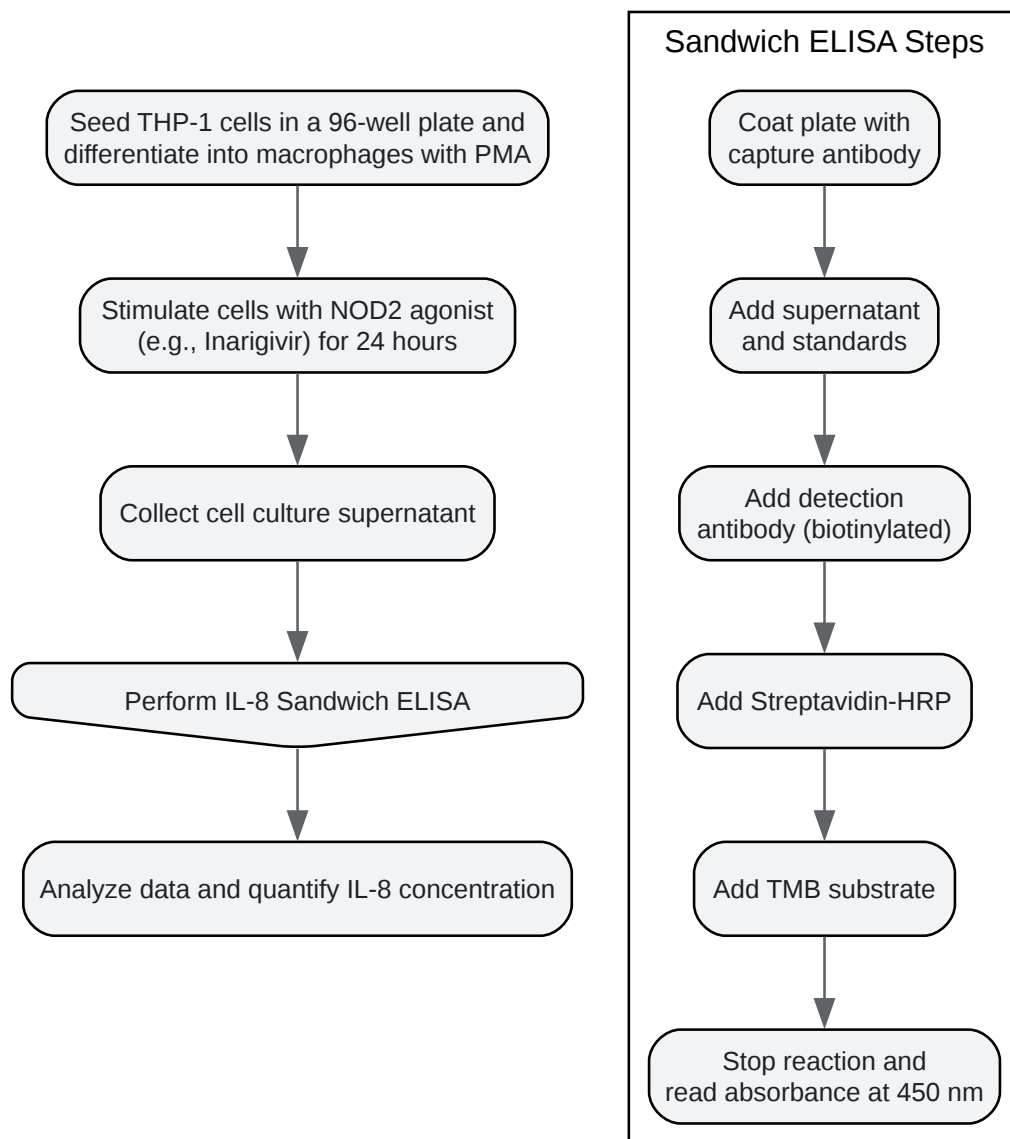 Seed THP-1 cells in a 96-well plate and
differentiate into macrophages with PMA
Stimulate cells with NOD2 agonist
(e.g., Inarigivir) for 24 hours
Collect cell culture supernatant
Perform IL-8 Sandwich ELISA
Analyze data and quantify IL-8 concentration
Sandwich ELISA Steps
Coat plate with
capture antibody
Add supernatant
and standards
Add detection
antibody (biotinylated)
Add Streptavidin-HRP
Add TMB substrate
Stop reaction and
read absorbance at 450 nm